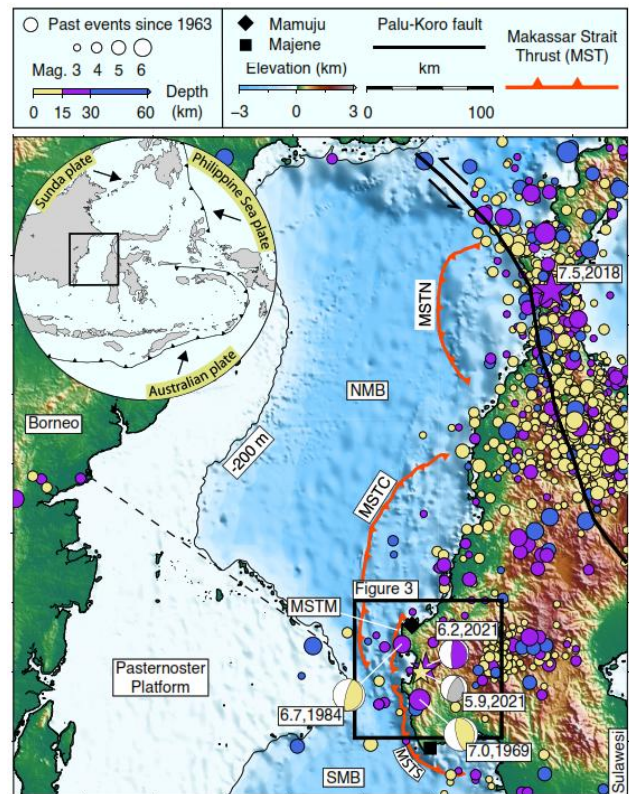 Past events since 1963
Mag. 3 4 5 6
Depth
(km)
0 15 30 60
Mamuju
Majene
Elevation (km)
−3 0 3
Palu-Koro fault
km
0 100
Makassar Strait
Thrust (MST)
Sunda plate
Philippine Sea plate
Australian plate
7.5,2018
MSTN
NMB
Borneo
-200 m
MSTC
Figure 3
MSTM
6.2,2021
Pasternoster
Platform
5.9,2021
6.7,1984
7.0,1969
MSTS
SMB
Sulawesi